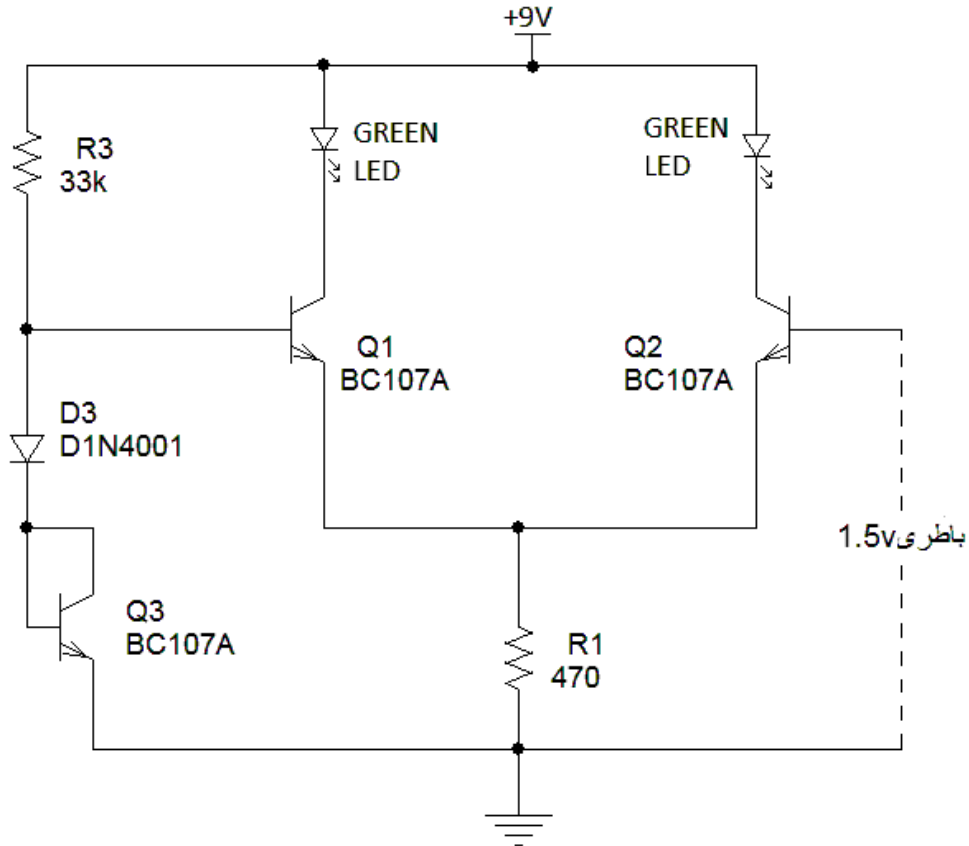 +9V
R3
33k
GREEN
LED
GREEN
LED
Q1
BC107A
Q2
BC107A
D3
D1N4001
باطری1.5v
Q3
BC107A
R1
470